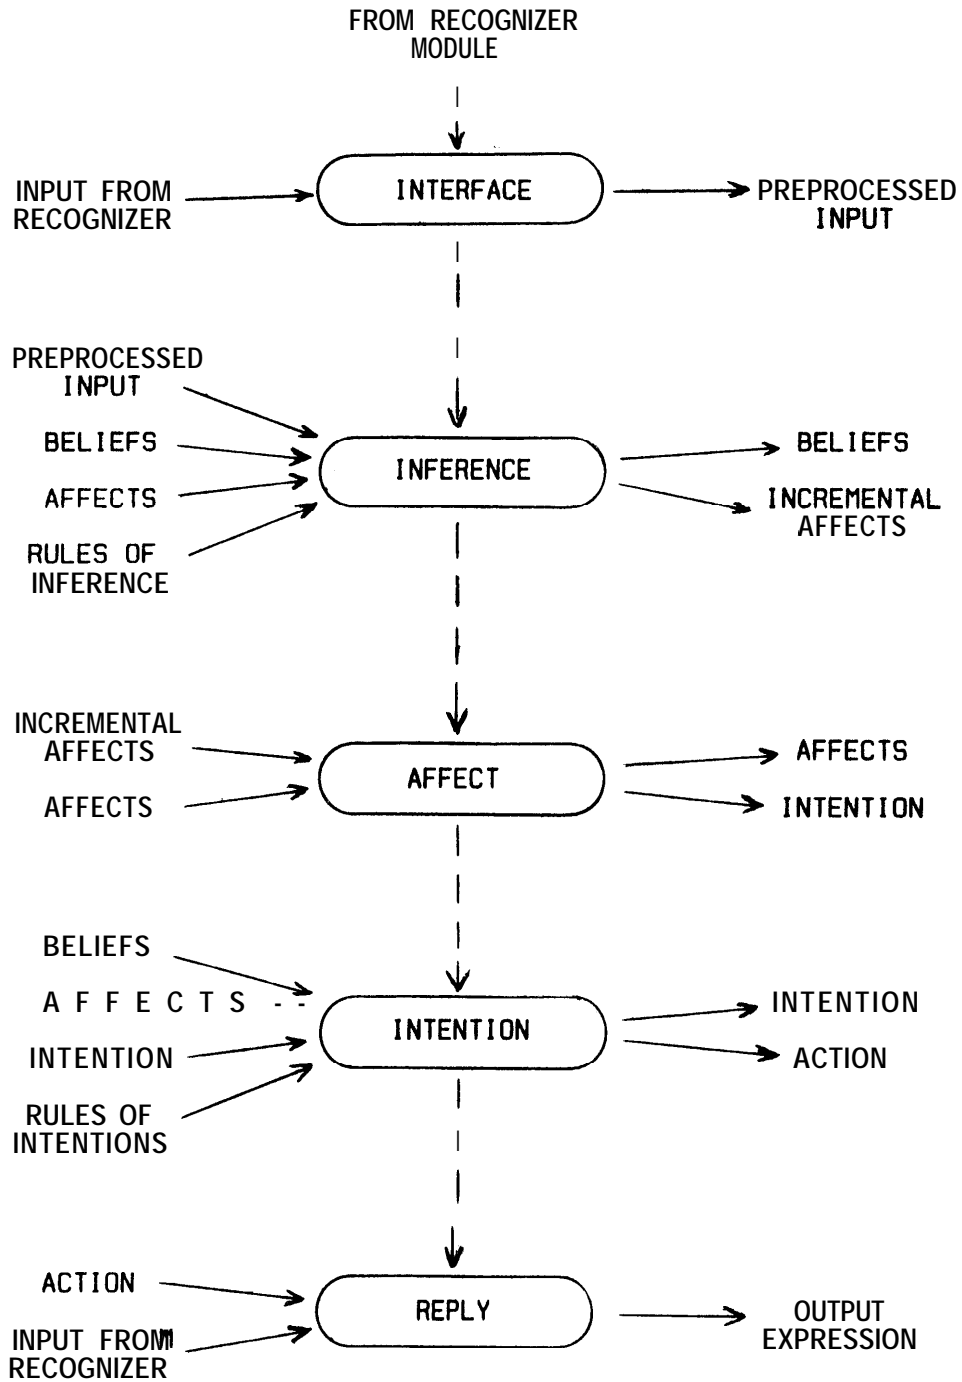 FROM RECOGNIZER
MODULE
INPUT FROM
RECOGNIZER
INTERFACE
PREPROCESSED
INPUT
PREPROCESSED
INPUT
BELIEFS
AFFECTS
RULES OF
INFERENCE
INFERENCE
BELIEFS
INCREMENTAL
AFFECTS
INCREMENTAL
AFFECTS
AFFECTS
AFFECT
AFFECTS
INTENTION
BELIEFS
AFFECTS --
INTENTION
RULES OF
INTENTIONS
INTENTION
INTENTION
ACTION
ACTION
INPUT FROM
RECOGNIZER
REPLY
OUTPUT
EXPRESSION